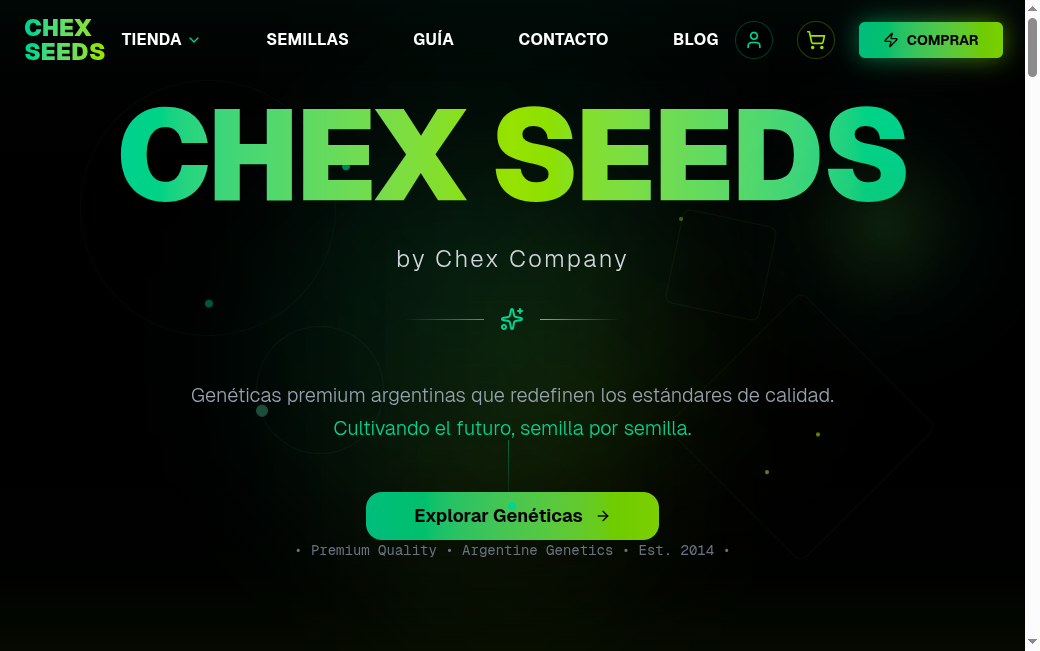 CHEX
SEEDS
TIENDA
SEMILLAS
GUÍA
CONTACTO
BLOG
COMPRAR
CHEX SEEDS
by Chex Company
Genéticas premium argentinas que redefinen los estándares de calidad.
Cultivando el futuro, semilla por semilla.
Explorar Genéticas
• Premium Quality • Argentine Genetics • Est. 2014 •